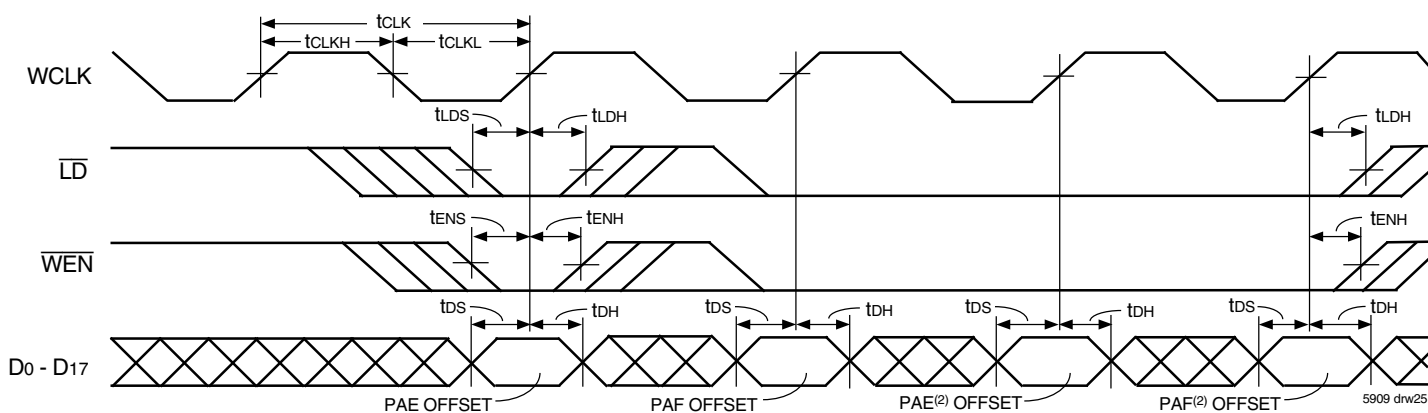 tCLK
tCLKH tCLKL
WCLK
tLDS tLDH tLDH
LD
tENS tENH tENH
WEN
tDS tDH tDS tDH tDS tDH tDS tDH
D0 - D17
PAE OFFSET PAF OFFSET PAE(2) OFFSET PAF(2) OFFSET
5909 drw25